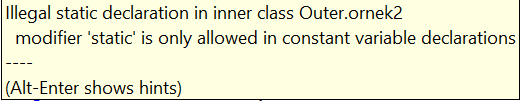 Illegal static declaration in inner class Outer.ornek2
modifier 'static' is only allowed in constant variable declarations
----
(Alt-Enter shows hints)